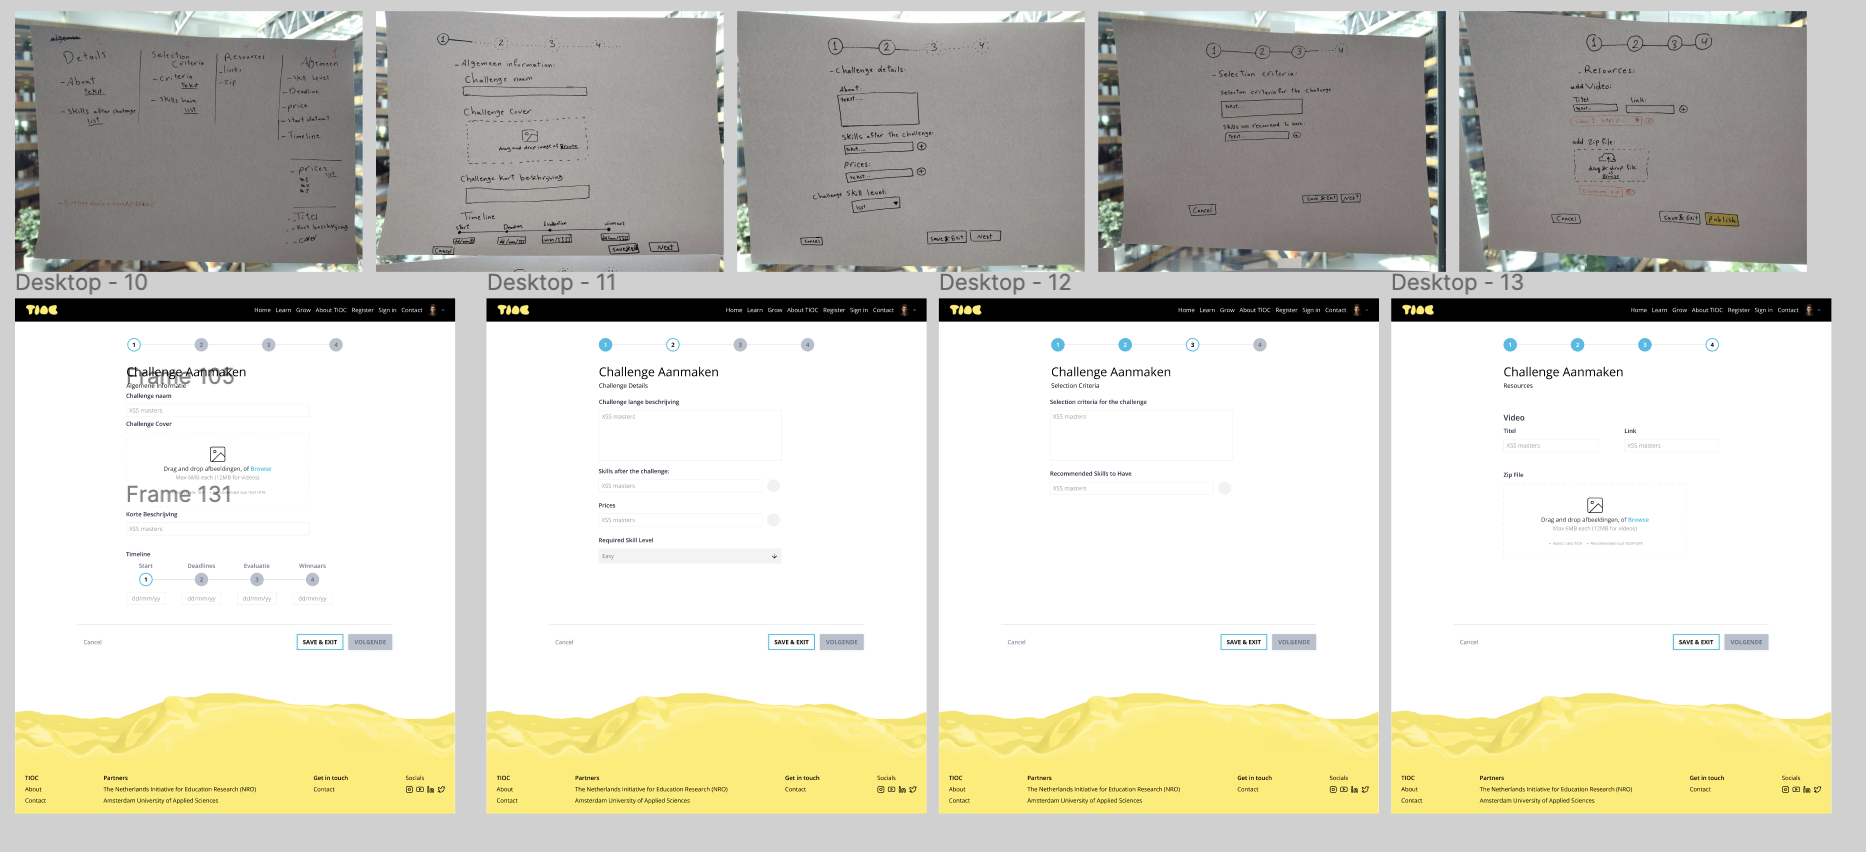 Details
Selection Criteria
Resources
Algemeen
- About
tekst
- Skills after challenge
list
- Criteria
tekst
- Skills have
list
- links
- zip
- Skill level
- Deadline
- price
- start datum
- Timeline
- prices
list
- Titel
- Kort beschrijving
- cover
1 2 3 4
- Algemeen informatie:
Challenge naam
Challenge Cover
drag and drop image of Browse
Challenge kort beschrijving
Timeline
Start Deadline Evaluatie winnaars
Cancel Save&Exit Next
1 2 3 4
- Challenge details:
About:
tekst...
Skills after the challenge:
tekst...
Prices:
tekst...
Challenge Skill level:
list
Cancel Save&Exit Next
1 2 3 4
- Selection criteria:
Selection criteria for the challenge
tekst...
tekst...
Cancel Save&Exit Next
1 2 3 4
- Resources:
add Video:
Titel link:
tekst...
add Zip file:
drag & drop file
Browse
Cancel Save&Exit Publish
Desktop - 10
TIOC
Home Learn Grow About TIOC Register Sign in Contact
1 2 3 4
Challenge Aanmaken
Frame 105
Algemene Informatie
Challenge naam
XSS masters
Challenge Cover
Drag and drop afbeeldingen, of Browse
Max 6MB each (12MB for videos)
Frame 131
Korte Beschrijving
XSS masters
Timeline
Start Deadlines Evaluatie Winnaars
1 2 3 4
dd/mm/yy dd/mm/yy dd/mm/yy dd/mm/yy
Cancel SAVE & EXIT VOLGENDE
TIOC Partners Get in touch Socials
About The Netherlands Initiative for Education Research (NRO) Contact
Contact Amsterdam University of Applied Sciences
Desktop - 11
TIOC
Home Learn Grow About TIOC Register Sign in Contact
1 2 3 4
Challenge Aanmaken
Challenge Details
Challenge lange beschrijving
XSS masters
Skills after the challenge:
XSS masters
Prices
XSS masters
Required Skill Level
Easy
Cancel SAVE & EXIT VOLGENDE
TIOC Partners Get in touch Socials
About The Netherlands Initiative for Education Research (NRO) Contact
Contact Amsterdam University of Applied Sciences
Desktop - 12
TIOC
Home Learn Grow About TIOC Register Sign in Contact
1 2 3 4
Challenge Aanmaken
Selection Criteria
Selection criteria for the challenge
XSS masters
Recommended Skills to Have
XSS masters
Cancel SAVE & EXIT VOLGENDE
TIOC Partners Get in touch Socials
About The Netherlands Initiative for Education Research (NRO) Contact
Contact Amsterdam University of Applied Sciences
Desktop - 13
TIOC
Home Learn Grow About TIOC Register Sign in Contact
1 2 3 4
Challenge Aanmaken
Resources
Video
Titel Link
XSS masters XSS masters
Zip File
Drag and drop afbeeldingen, of Browse
Max 6MB each (12MB for videos)
Cancel SAVE & EXIT VOLGENDE
TIOC Partners Get in touch Socials
About The Netherlands Initiative for Education Research (NRO) Contact
Contact Amsterdam University of Applied Sciences